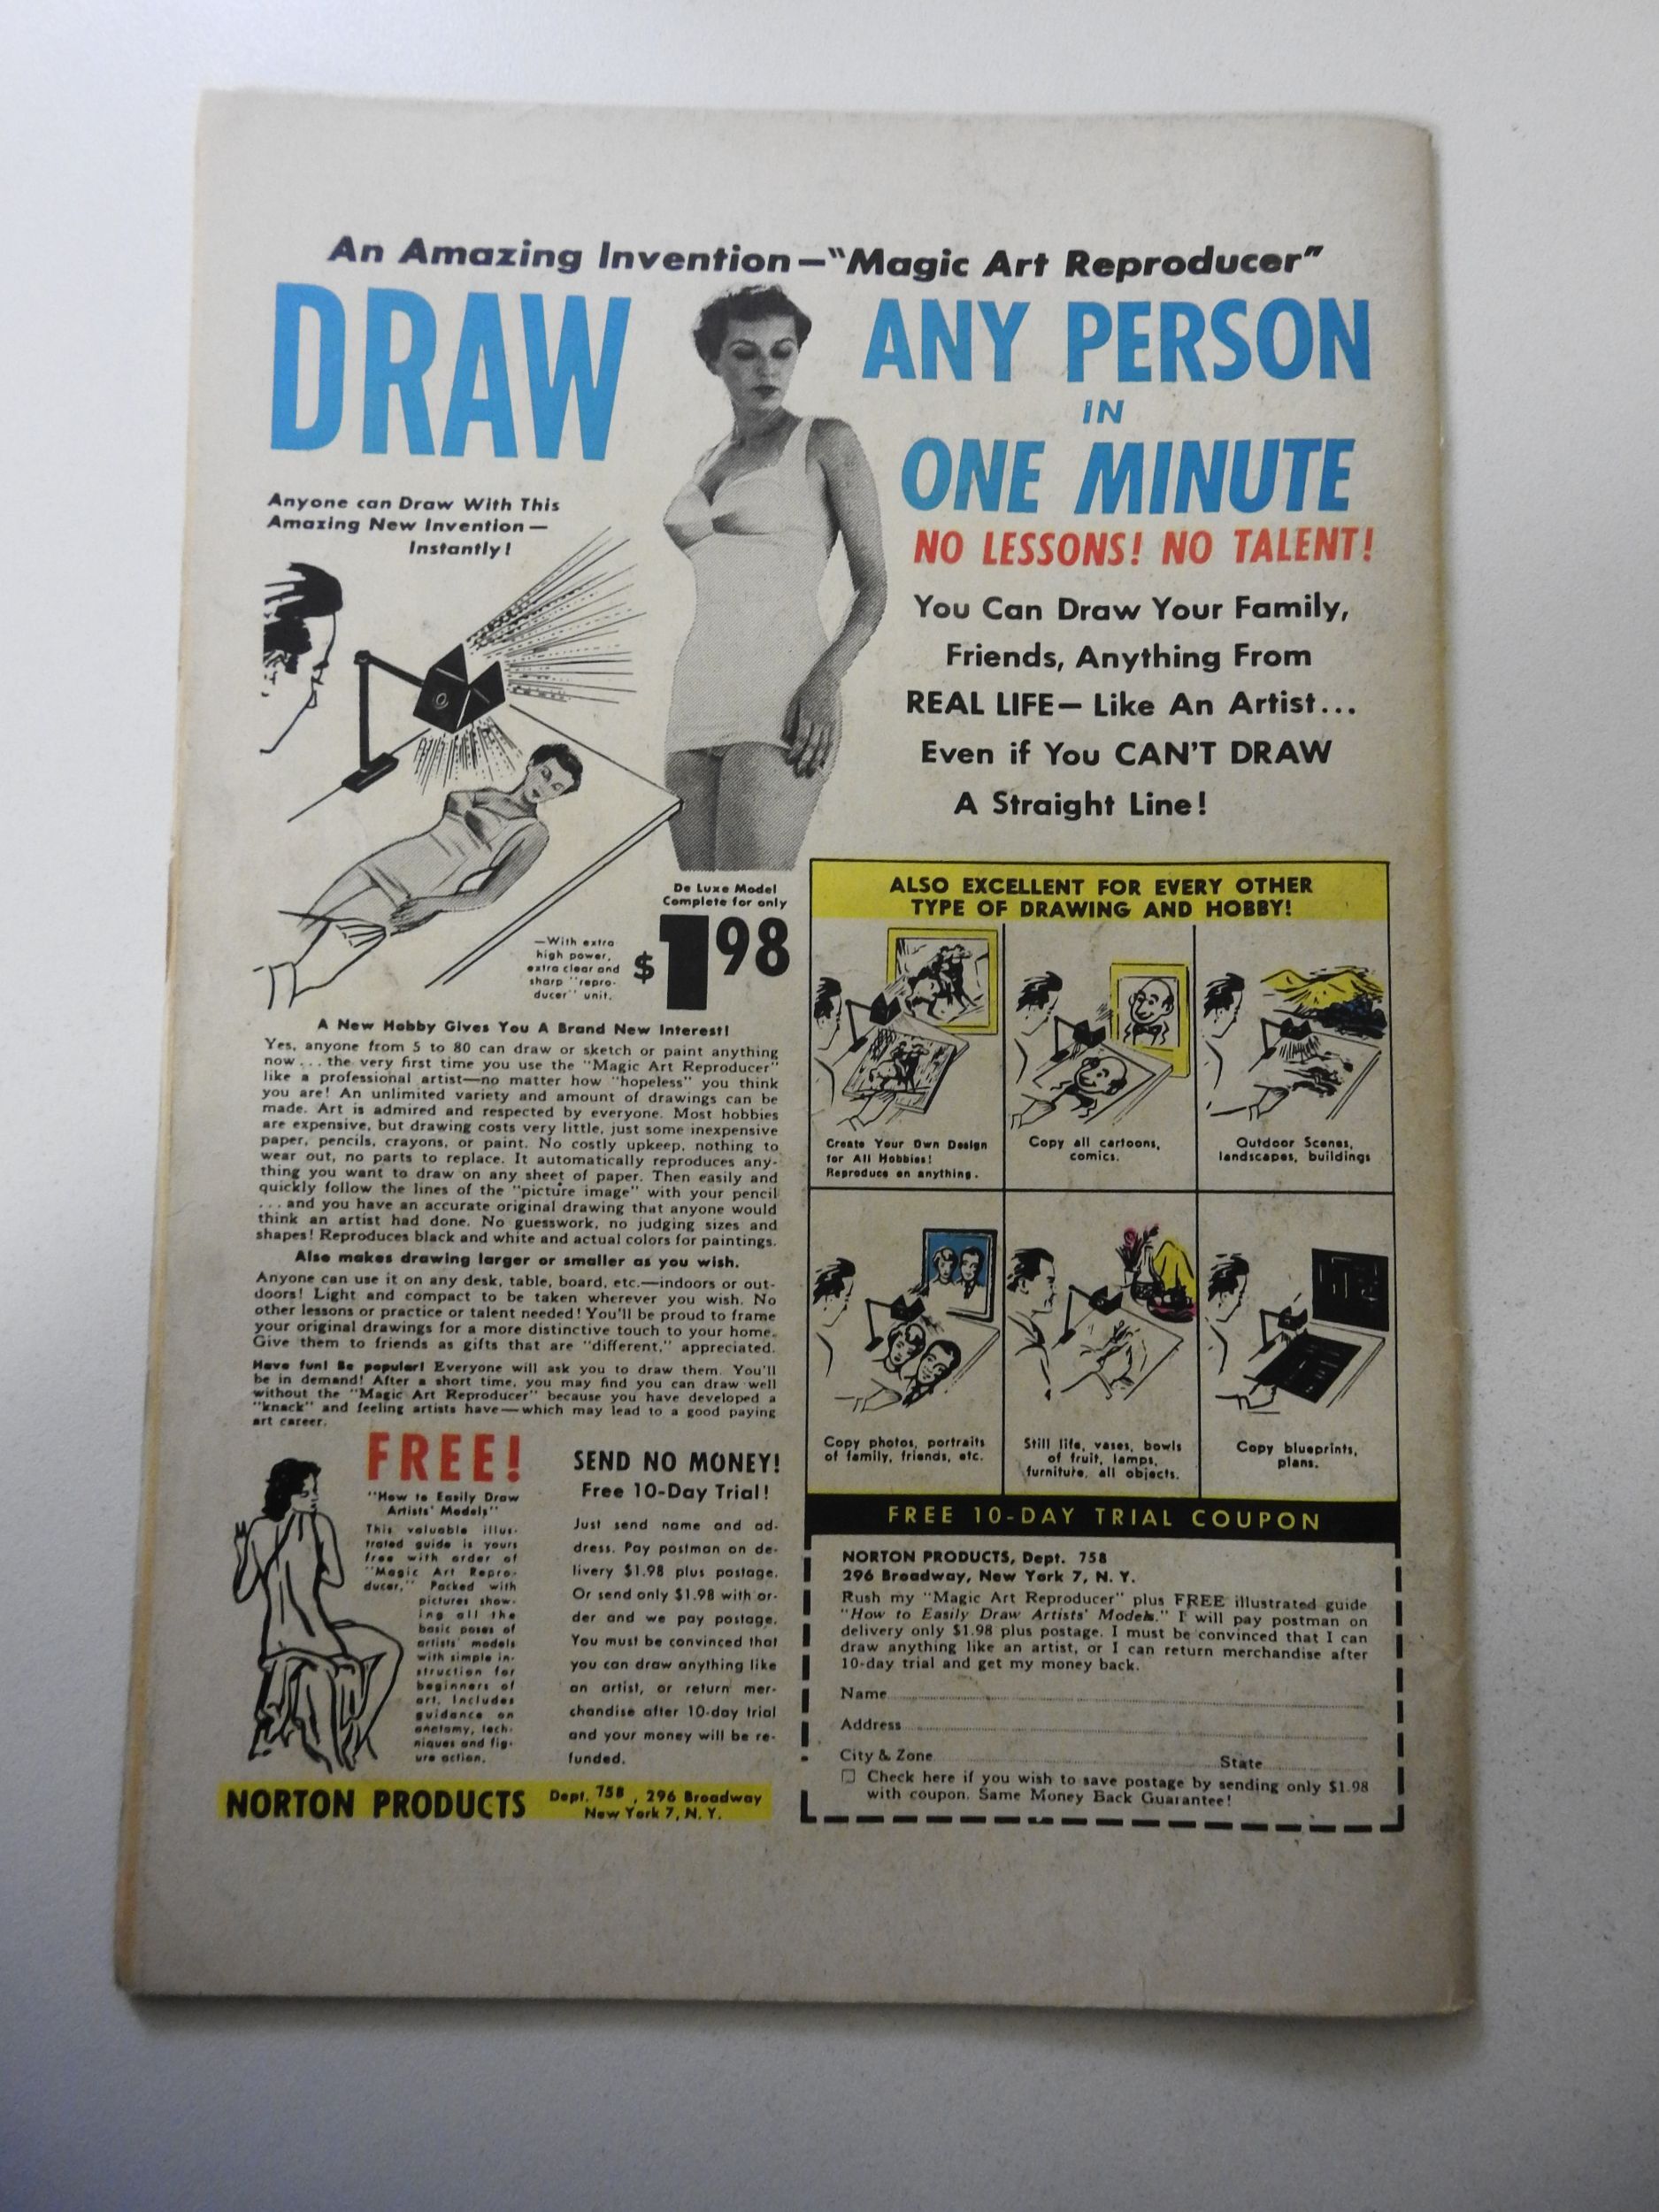 An Amazing Invention—"Magic Art Reproducer"
DRAW
ANY PERSON
IN
ONE MINUTE
NO LESSONS! NO TALENT!
Anyone can Draw With This
Amazing New Invention—
Instantly!
You Can Draw Your Family,
Friends, Anything From
REAL LIFE— Like An Artist...
Even if You CAN'T DRAW
A Straight Line!
De Luxe Model
Complete for only
$198
—With extra
high power,
extra clear and
sharp "repro-
ducer" unit.
A New Hobby Gives You A Brand New Interest!
Yes, anyone from 5 to 80 can draw or sketch or paint anything
now . . . the very first time you use the "Magic Art Reproducer"
like a professional artist—no matter how "hopeless" you think
you are! An unlimited variety and amount of drawings can be
made. Art is admired and respected by everyone. Most hobbies
are expensive, but drawing costs very little, just some inexpensive
paper, pencils, crayons, or paint. No costly upkeep, nothing to
wear out, no parts to replace. It automatically reproduces any-
thing you want to draw on any sheet of paper. Then easily and
quickly follow the lines of the "picture image" with your pencil
. . . and you have an accurate original drawing that anyone would
think an artist had done. No guesswork, no judging sizes and
shapes! Reproduces black and white and actual colors for paintings.
Also makes drawing larger or smaller as you wish.
Anyone can use it on any desk, table, board, etc.—indoors or out-
doors! Light and compact to be taken wherever you wish. No
other lessons or practice or talent needed! You'll be proud to frame
your original drawings for a more distinctive touch to your home.
Give them to friends as gifts that are "different," appreciated.
Have fun! Be popular! Everyone will ask you to draw them. You'll
be in demand! After a short time, you may find you can draw well
without the "Magic Art Reproducer" because you have developed a
"knack" and feeling artists have—which may lead to a good paying
art career.
FREE!
"How to Easily Draw
Artists' Models"
This valuable illus-
trated guide is yours
free with order of
"Magic Art Repro-
ducer." Packed with
pictures show-
ing all the
basic poses of
artists' models
with simple in-
struction for
beginners of
art. Includes
guidance on
anatomy, tech-
niques and fig-
ure action.
SEND NO MONEY!
Free 10-Day Trial!
Just send name and ad-
dress. Pay postman on de-
livery $1.98 plus postage.
Or send only $1.98 with or-
der and we pay postage.
You must be convinced that
you can draw anything like
an artist, or return mer-
chandise after 10-day trial
and your money will be re-
funded.
NORTON PRODUCTS
Dept. 758, 296 Broadway
New York 7, N. Y.
ALSO EXCELLENT FOR EVERY OTHER
TYPE OF DRAWING AND HOBBY!
Create Your Own Design
for All Hobbies!
Reproduce on anything.
Copy all cartoons,
comics.
Outdoor Scenes,
landscapes, buildings
Copy photos, portraits
of family, friends, etc.
Still life, vases, bowls
of fruit, lamps,
furniture, all objects.
Copy blueprints,
plans.
FREE 10-DAY TRIAL COUPON
NORTON PRODUCTS, Dept. 758
296 Broadway, New York 7, N. Y.
Rush my "Magic Art Reproducer" plus FREE illustrated guide
"How to Easily Draw Artists' Models." I will pay postman on
delivery only $1.98 plus postage. I must be convinced that I can
draw anything like an artist, or I can return merchandise after
10-day trial and get my money back.
Name
Address
City & Zone State
Check here if you wish to save postage by sending only $1.98
with coupon. Same Money Back Guarantee!